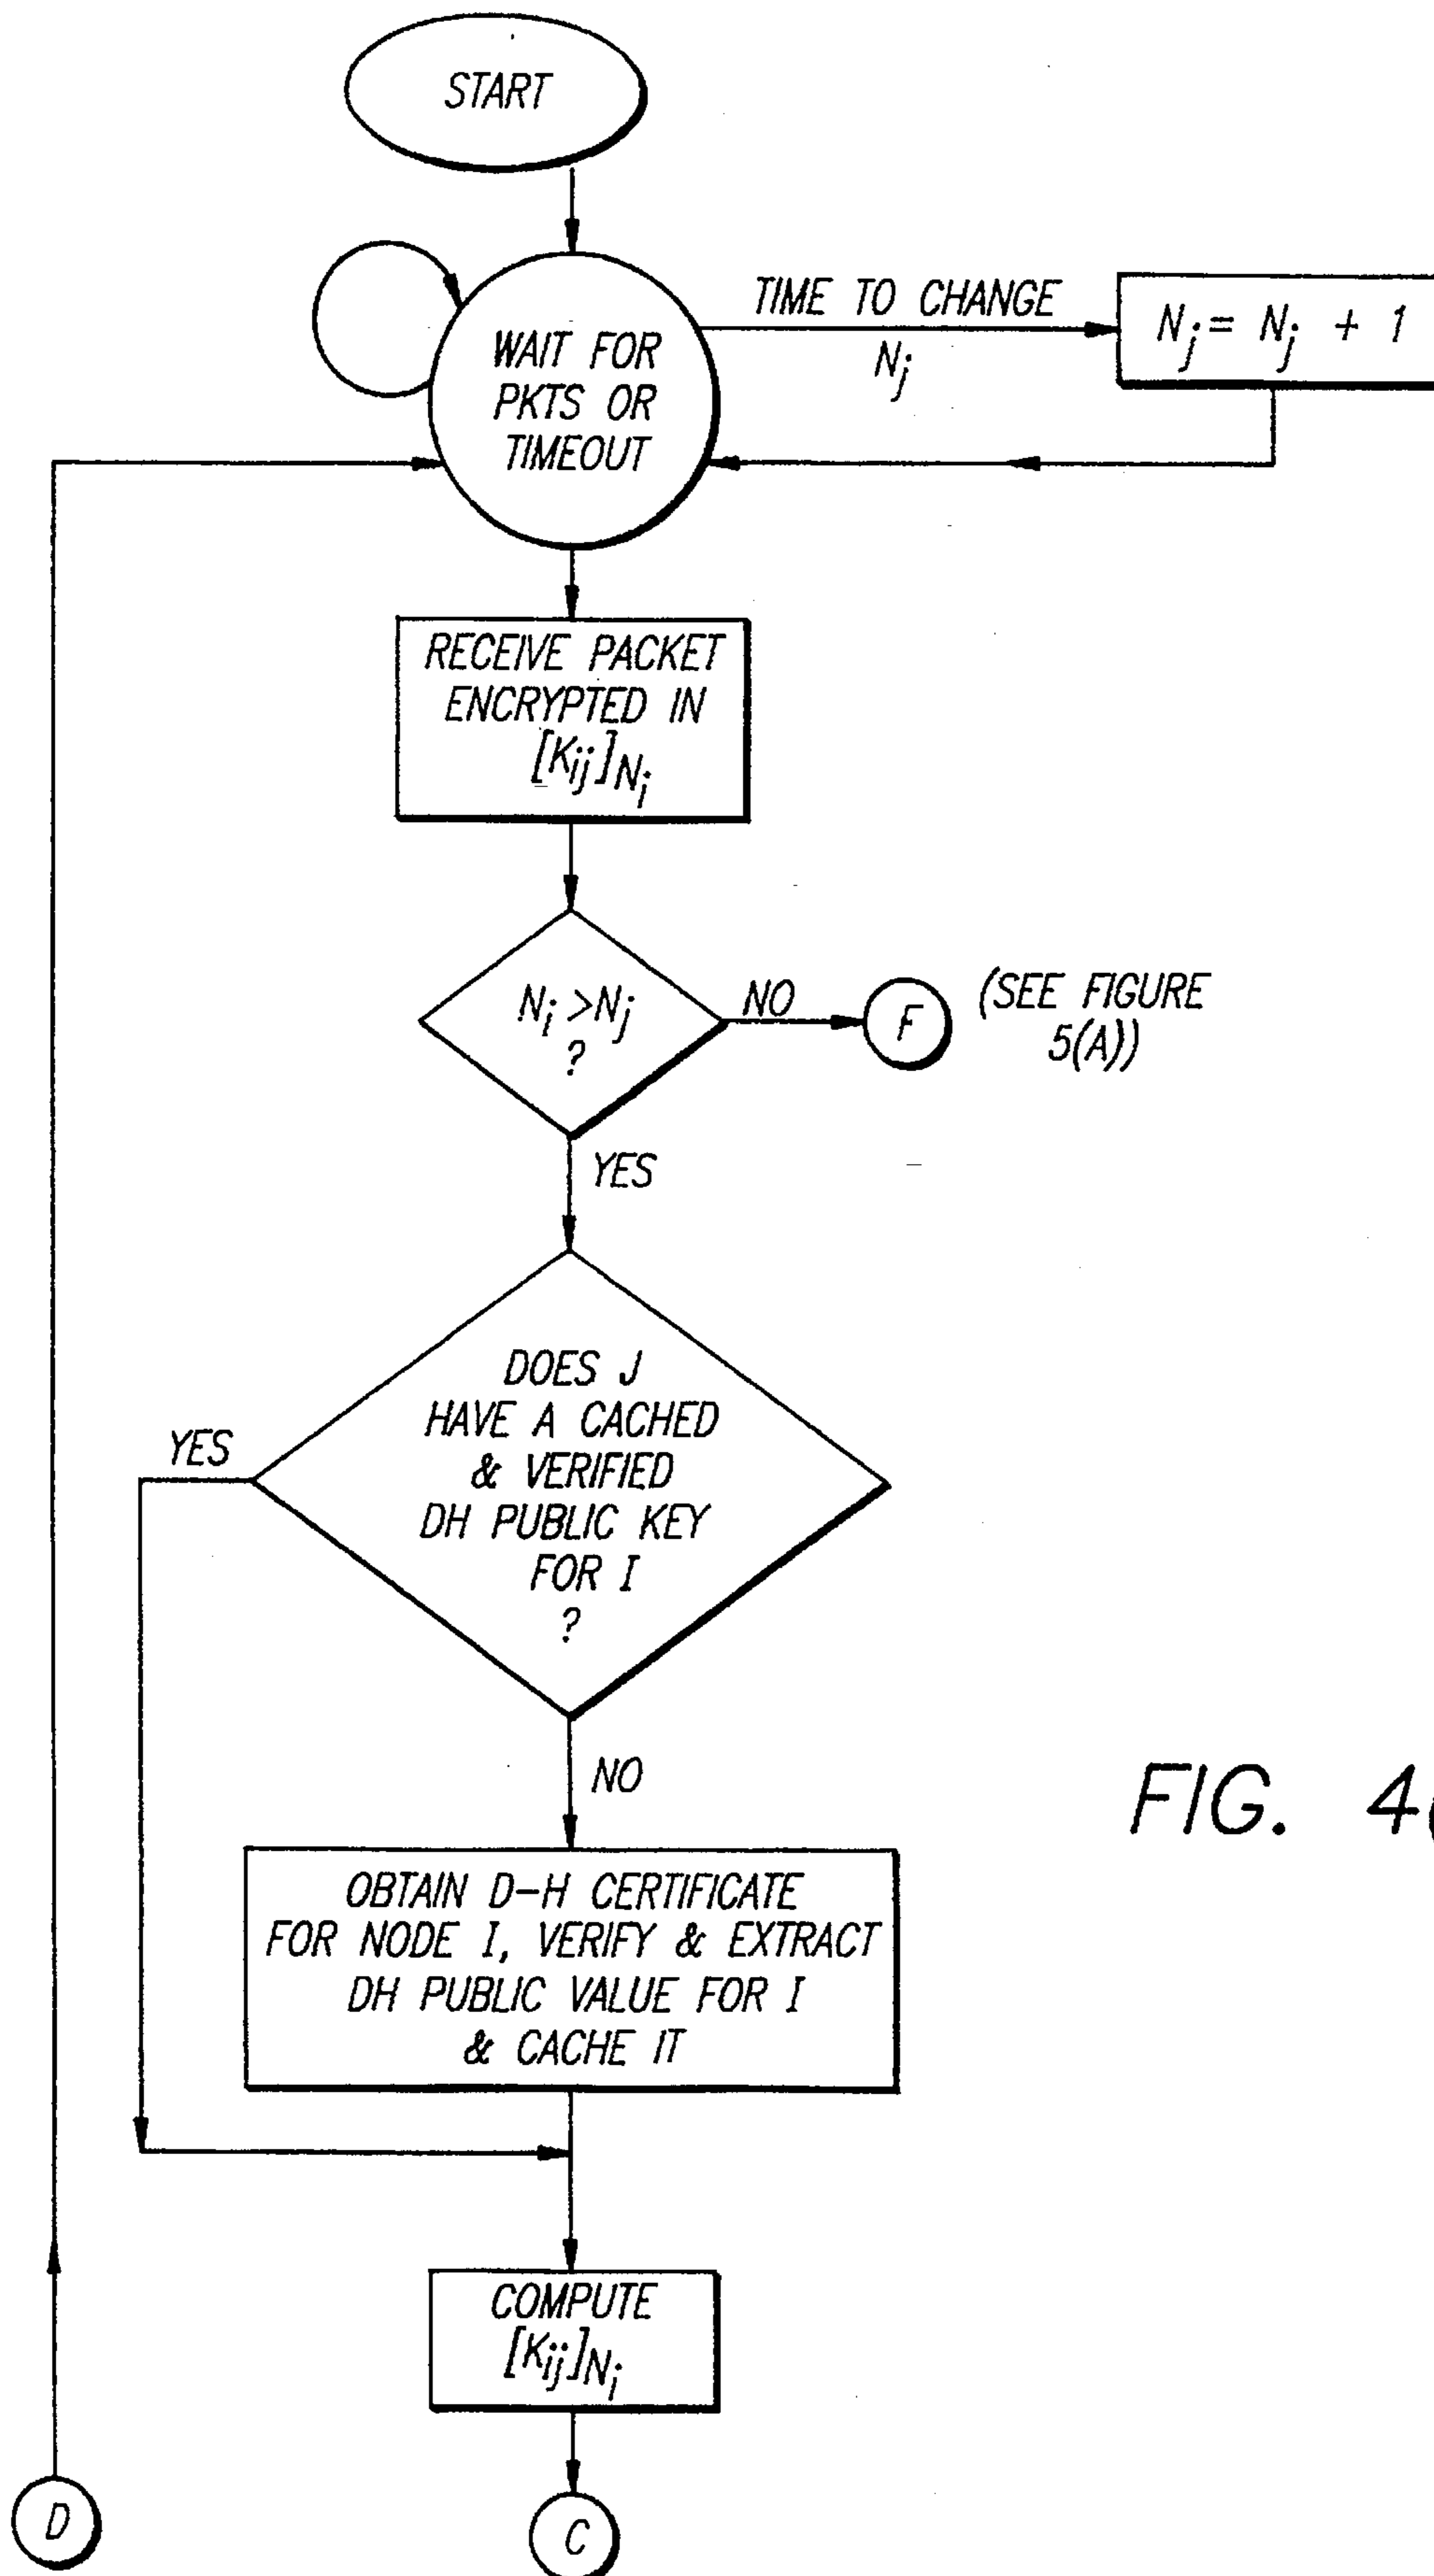 START
TIME TO CHANGE
Nj
Nj = Nj + 1
WAIT FOR
PKTS OR
TIMEOUT
RECEIVE PACKET
ENCRYPTED IN
[Kij]Ni
Ni >Nj
?
NO
F
(SEE FIGURE
5(A))
YES
DOES J
HAVE A CACHED
& VERIFIED
DH PUBLIC KEY
FOR I
?
YES
NO
FIG. 4(
OBTAIN D-H CERTIFICATE
FOR NODE I, VERIFY & EXTRACT
DH PUBLIC VALUE FOR I
& CACHE IT
COMPUTE
[Kij]Ni
D
C